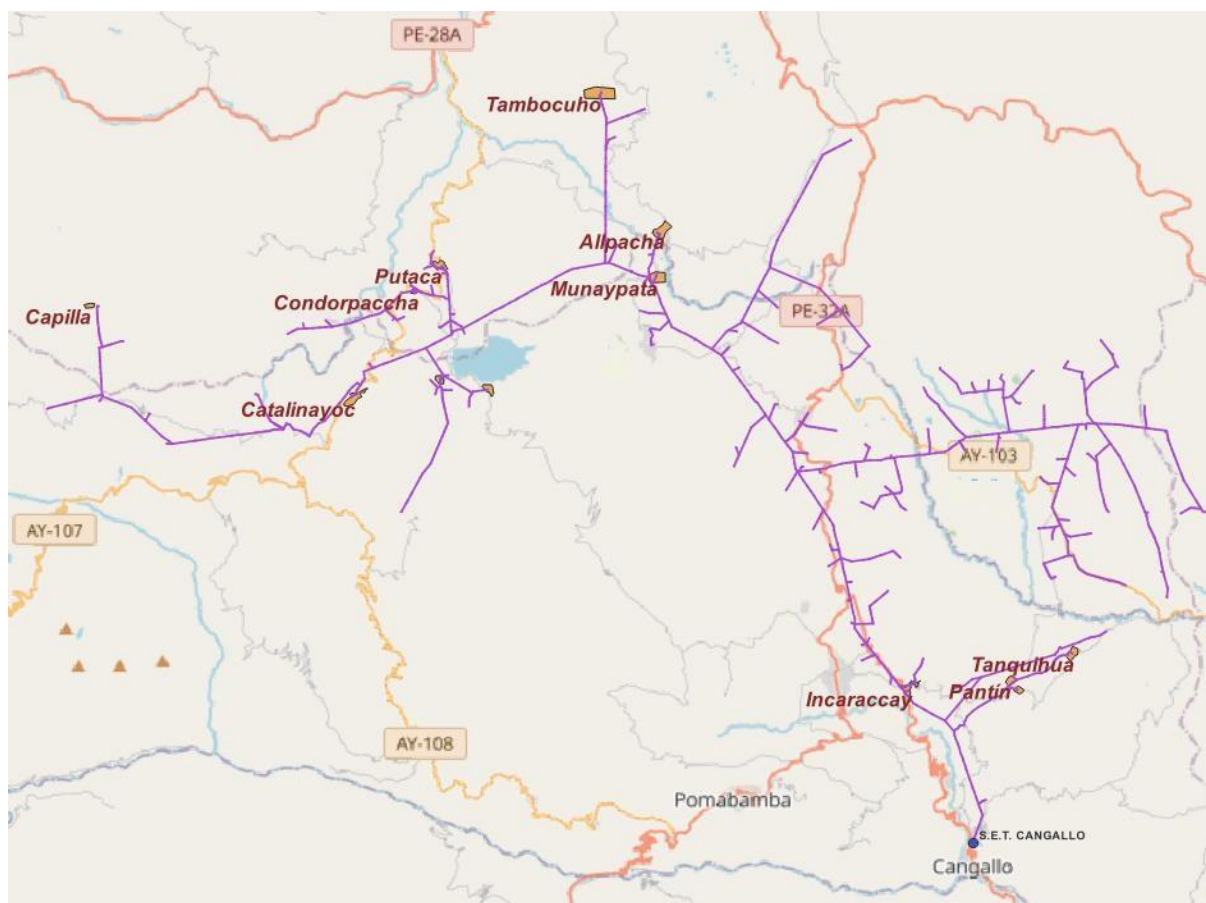 PE-28A
Tambocuho
Allpacha
Putaca
Munaypata
Condorpaccha
Capilla
PE-32A
Catalinayoc
AY-103
AY-107
Tanquihua
Pantin
Incaraccay
AY-108
Pomabamba
S.E.T. CANGALLO
Cangallo